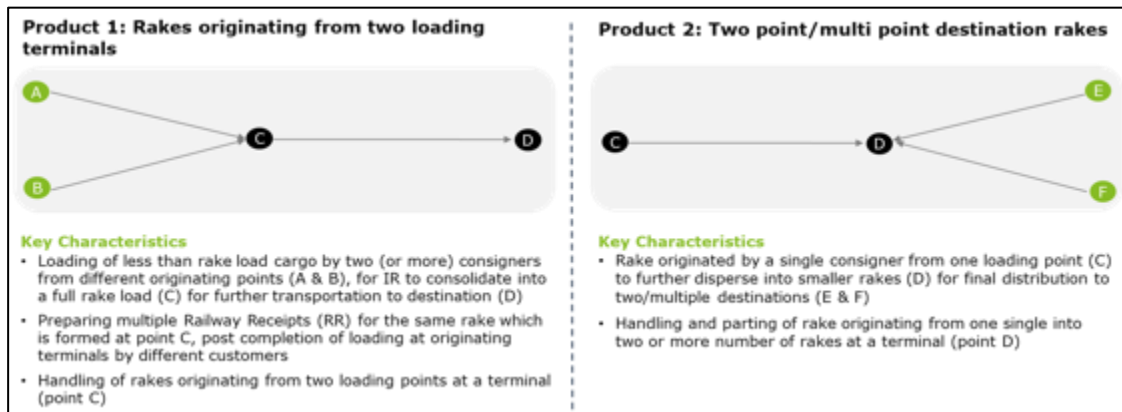 Product 1: Rakes originating from two loading
terminals
A
B
C
D
Key Characteristics
• Loading of less than rake load cargo by two (or more) consigners
from different originating points (A & B), for IR to consolidate into
a full rake load (C) for further transportation to destination (D)
• Preparing multiple Railway Receipts (RR) for the same rake which
is formed at point C, post completion of loading at originating
terminals by different customers
• Handling of rakes originating from two loading points at a terminal
(point C)
Product 2: Two point/multi point destination rakes
C
D
E
F
Key Characteristics
• Rake originated by a single consigner from one loading point (C)
to further disperse into smaller rakes (D) for final distribution to
two/multiple destinations (E & F)
• Handling and parting of rake originating from one single into
two or more number of rakes at a terminal (point D)